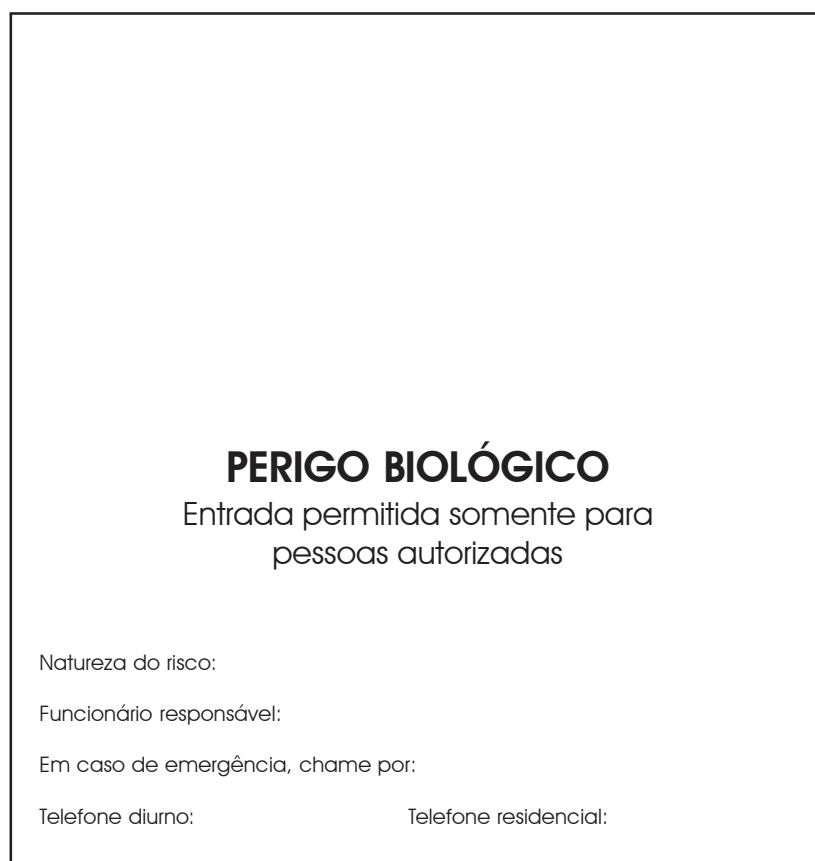 PERIGO BIOLÓGICO
Entrada permitida somente para
pessoas autorizadas
Natureza do risco:
Funcionário responsável:
Em caso de emergência, chame por:
Telefone diurno: Telefone residencial: